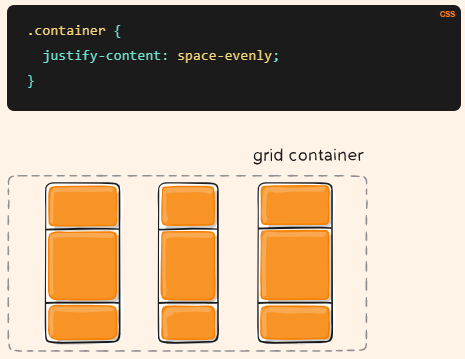 CSS
.container {
  justify-content: space-evenly;
}
grid container